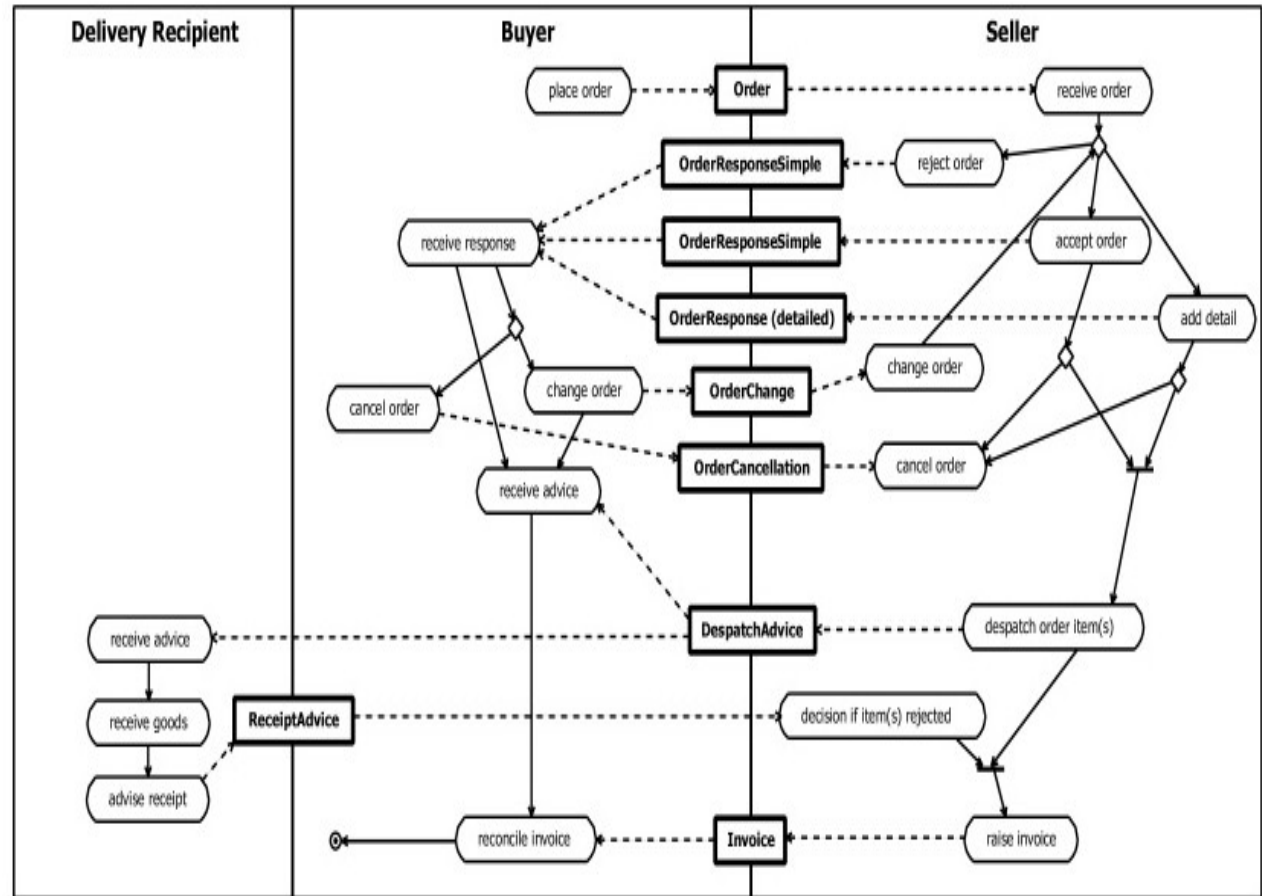 Delivery Recipient
Buyer
Seller
place order
Order
receive order
OrderResponseSimple
reject order
receive response
OrderResponseSimple
accept order
OrderResponse (detailed)
add detail
change order
cancel order
change order
OrderChange
OrderCancellation
cancel order
receive advice
receive advice
DespatchAdvice
despatch order item(s)
receive goods
ReceiptAdvice
decision if item(s) rejected
advise receipt
reconcile invoice
Invoice
raise invoice